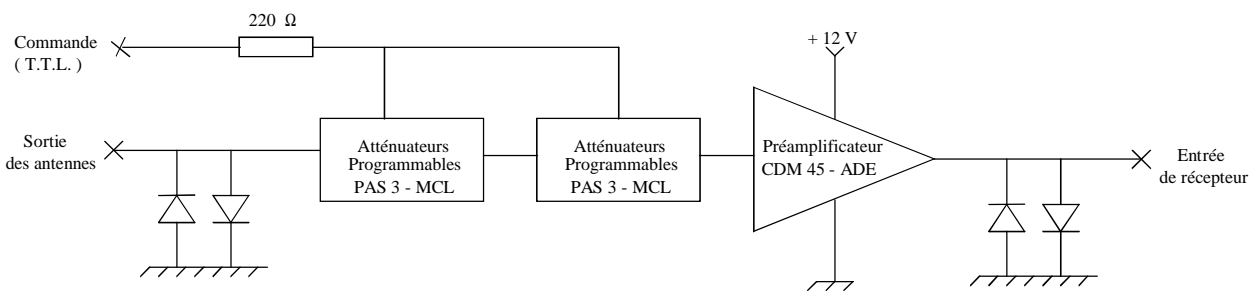 220 Ω
Commande
( T.T.L. )
+ 12 V
Sortie
des antennes
Atténuateurs
Programmables
PAS 3 - MCL
Atténuateurs
Programmables
PAS 3 - MCL
Préamplificateur
CDM 45 - ADE
Entrée
de récepteur